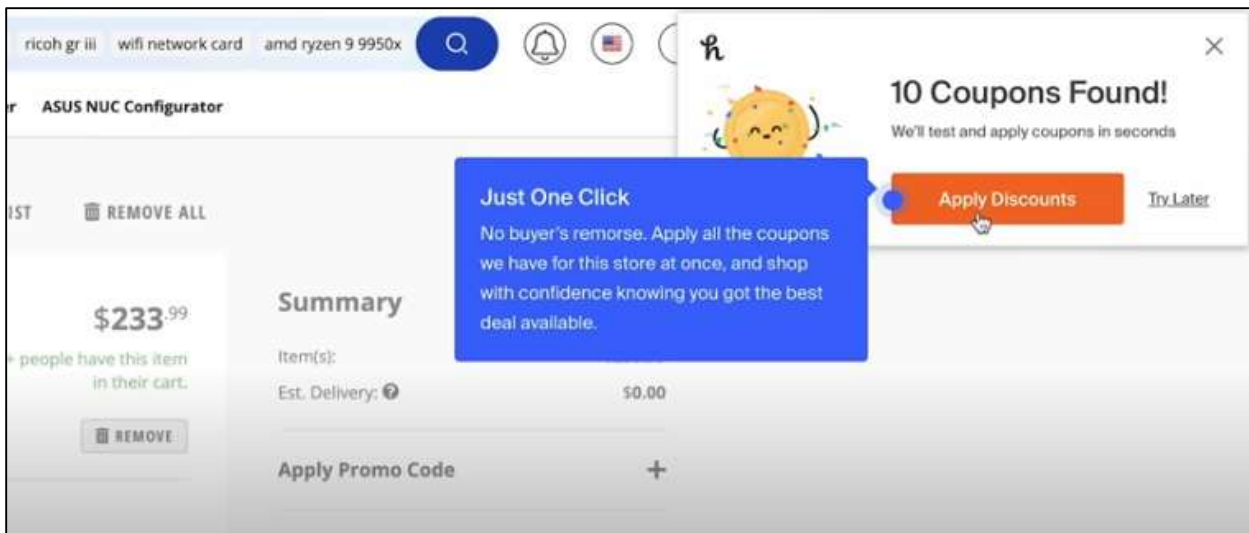 ricoh gr iii wifi network card amd ryzen 9 9950x
ASUS NUC Configurator
10 Coupons Found!
We'll test and apply coupons in seconds
Apply Discounts
Try Later
Just One Click
No buyer's remorse. Apply all the coupons
we have for this store at once, and shop
with confidence knowing you got the best
deal available.
IST
REMOVE ALL
$233.99
+ people have this item
in their cart.
REMOVE
Summary
Item(s):
Est. Delivery:
$0.00
Apply Promo Code
+